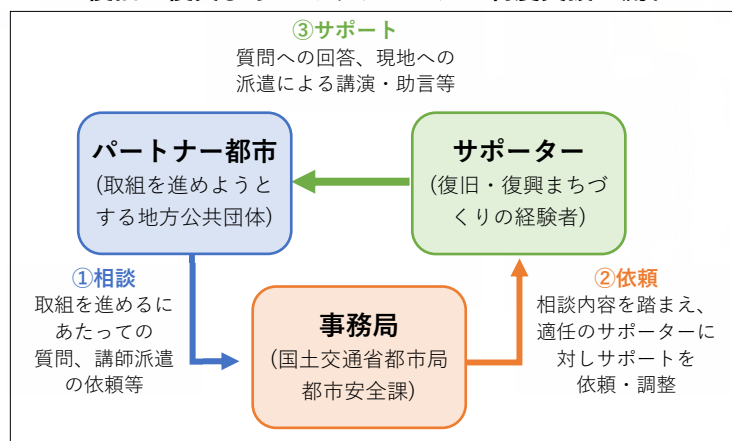 ③サポート
質問への回答、現地への
派遣による講演・助言等
パートナー都市
(取組を進めようと
する地方公共団体)
サポーター
(復旧・復興まちづ
くりの経験者)
①相談
取組を進めるに
あたっての
質問、講師派遣
の依頼等
事務局
(国土交通省都市局
都市安全課)
②依頼
相談内容を踏まえ、
適任のサポーターに
対しサポートを
依頼・調整